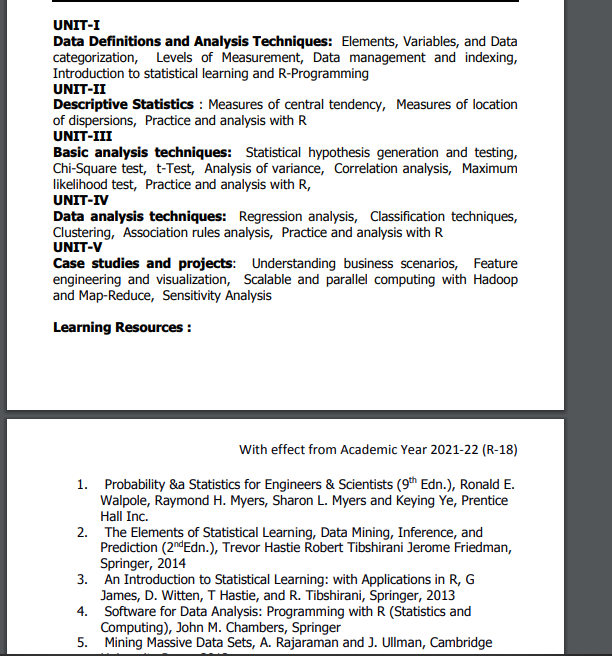 UNIT-I
Data Definitions and Analysis Techniques: Elements, Variables, and Data
categorization, Levels of Measurement, Data management and indexing,
Introduction to statistical learning and R-Programming
UNIT-II
Descriptive Statistics : Measures of central tendency, Measures of location
of dispersions, Practice and analysis with R
UNIT-III
Basic analysis techniques: Statistical hypothesis generation and testing,
Chi-Square test, t-Test, Analysis of variance, Correlation analysis, Maximum
likelihood test, Practice and analysis with R,
UNIT-IV
Data analysis techniques: Regression analysis, Classification techniques,
Clustering, Association rules analysis, Practice and analysis with R
UNIT-V
Case studies and projects: Understanding business scenarios, Feature
engineering and visualization, Scalable and parallel computing with Hadoop
and Map-Reduce, Sensitivity Analysis
Learning Resources :
With effect from Academic Year 2021-22 (R-18)
1. Probability &a Statistics for Engineers & Scientists (9th Edn.), Ronald E.
Walpole, Raymond H. Myers, Sharon L. Myers and Keying Ye, Prentice
Hall Inc.
2. The Elements of Statistical Learning, Data Mining, Inference, and
Prediction (2ndEdn.), Trevor Hastie Robert Tibshirani Jerome Friedman,
Springer, 2014
3. An Introduction to Statistical Learning: with Applications in R, G
James, D. Witten, T Hastie, and R. Tibshirani, Springer, 2013
4. Software for Data Analysis: Programming with R (Statistics and
Computing), John M. Chambers, Springer
5. Mining Massive Data Sets, A. Rajaraman and J. Ullman, Cambridge